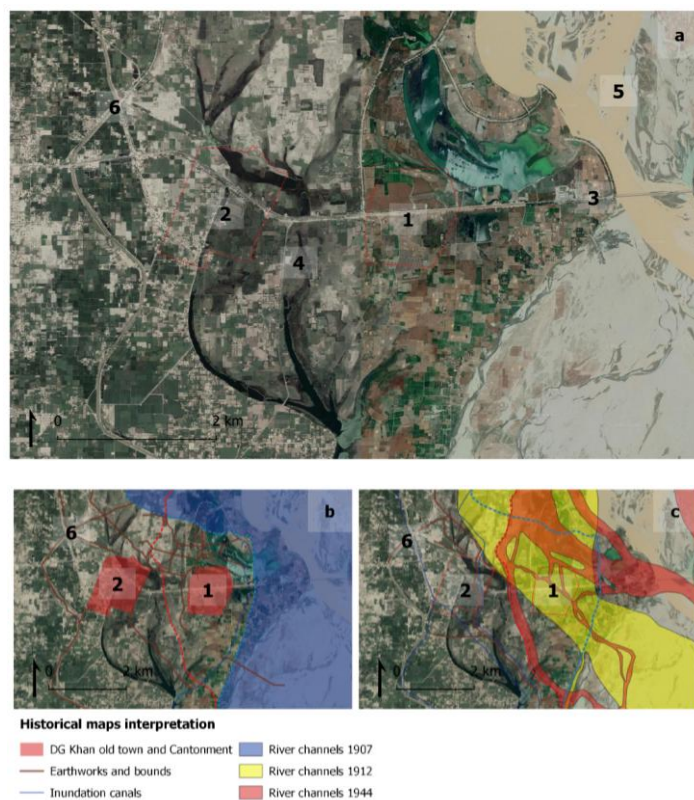 a
6
5
2
3
1
4
0
2 km
b
6
2
1
0
2 km
c
6
2
1
0
2 km
Historical maps interpretation
DG Khan old town and Cantonment
River channels 1907
Earthworks and bounds
River channels 1912
Inundation canals
River channels 1944